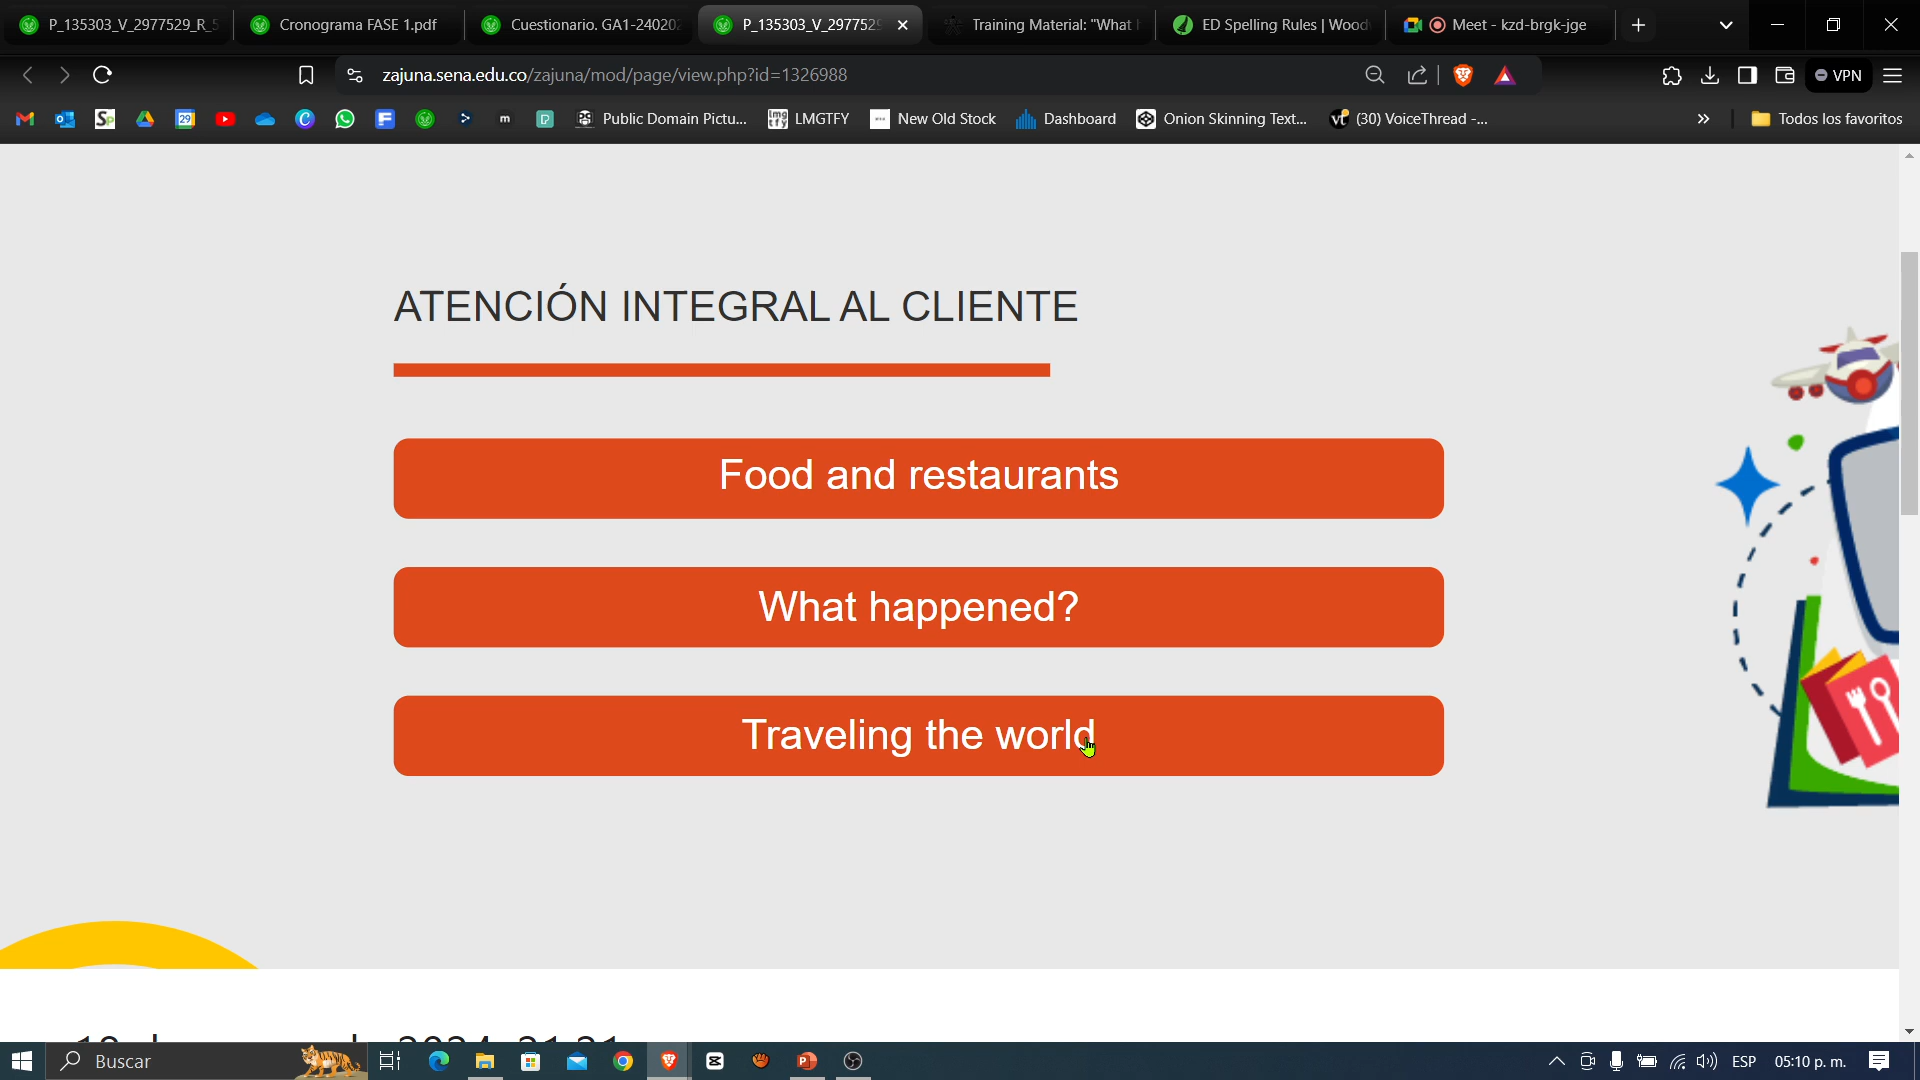 P_135303_V_2977529_R_5
Cronograma FASE 1.pdf
Cuestionario. GA1-240202
P_135303_V_297752
Training Material: "What
ED Spelling Rules | Wood
Meet - kzd-brgk-jge
zajuna.sena.edu.co/zajuna/mod/page/view.php?id=1326988
VPN
Public Domain Pictu...
LMGTFY
New Old Stock
Dashboard
Onion Skinning Text...
(30) VoiceThread -...
Todos los favoritos
ATENCIÓN INTEGRAL AL CLIENTE
Food and restaurants
What happened?
Traveling the world
Buscar
ESP
05:10 p. m.